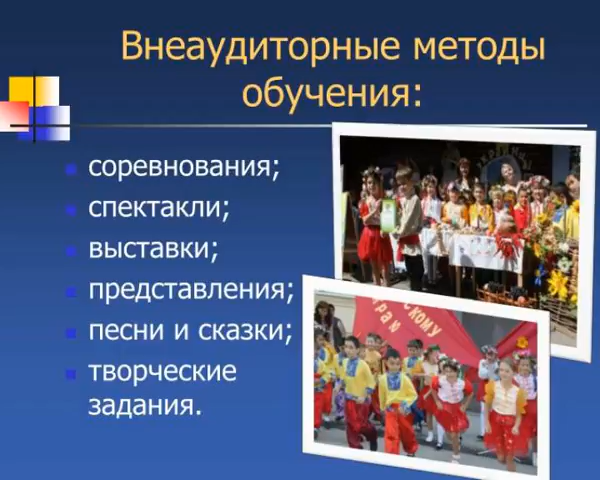 Внеаудиторные методы
обучения:
соревнования;
спектакли;
выставки;
представления;
песни и сказки;
творческие
задания.